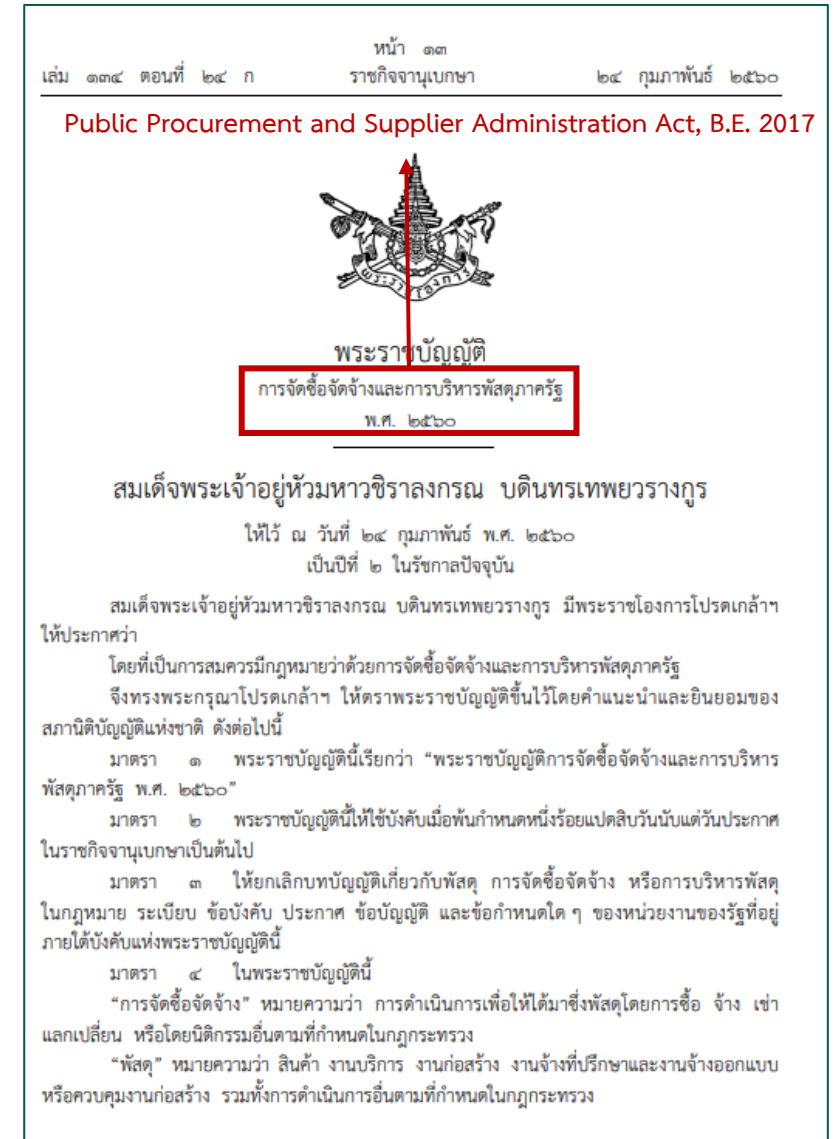 หน้า ๑๓
เล่ม ๑๓๔ ตอนที่ ๒๔ ก ราชกิจจานุเบกษา ๒๔ กุมภาพันธ์ ๒๕๖๐
Public Procurement and Supplier Administration Act, B.E. 2017
พระบรมราชโองการ
พระราชบัญญัติ
การจัดซื้อจัดจ้างและการบริหารพัสดุภาครัฐ
พ.ศ. ๒๕๖๐
สมเด็จพระเจ้าอยู่หัวมหาวชิราลงกรณ บดินทรเทพยวรางกูร
ให้ไว้ ณ วันที่ ๒๔ กุมภาพันธ์ พ.ศ. ๒๕๖๐
เป็นปีที่ ๒ ในรัชกาลปัจจุบัน
สมเด็จพระเจ้าอยู่หัวมหาวชิราลงกรณ บดินทรเทพยวรางกูร มีพระราชโองการโปรดเกล้าฯ
ให้ประกาศว่า
โดยที่เป็นการสมควรมีกฎหมายว่าด้วยการจัดซื้อจัดจ้างและการบริหารพัสดุภาครัฐ
จึงทรงพระกรุณาโปรดเกล้าฯ ให้ตราพระราชบัญญัติขึ้นไว้โดยคำแนะนำและยินยอมของ
สภานิติบัญญัติแห่งชาติ ดังต่อไปนี้
มาตรา ๑ พระราชบัญญัตินี้เรียกว่า “พระราชบัญญัติการจัดซื้อจัดจ้างและการบริหาร
พัสดุภาครัฐ พ.ศ. ๒๕๖๐”
มาตรา ๒ พระราชบัญญัตินี้ให้ใช้บังคับเมื่อพ้นกำหนดหนึ่งร้อยแปดสิบวันนับแต่วันประกาศ
ในราชกิจจานุเบกษาเป็นต้นไป
มาตรา ๓ ให้ยกเลิกบทบัญญัติเกี่ยวกับพัสดุ การจัดซื้อจัดจ้าง หรือการบริหารพัสดุ
ในกฎหมาย ระเบียบ ข้อบังคับ ประกาศ ข้อบัญญัติ และข้อกำหนดใด ๆ ของหน่วยงานของรัฐที่อยู่
ภายใต้บังคับแห่งพระราชบัญญัตินี้
มาตรา ๔ ในพระราชบัญญัตินี้
“การจัดซื้อจัดจ้าง” หมายความว่า การดำเนินการเพื่อให้ได้มาซึ่งพัสดุโดยการซื้อ จ้าง เช่า
แลกเปลี่ยน หรือโดยนิติกรรมอื่นตามที่กำหนดในกฎกระทรวง
“พัสดุ” หมายความว่า สินค้า งานบริการ งานก่อสร้าง งานจ้างที่ปรึกษาและงานจ้างออกแบบ
หรือควบคุมงานก่อสร้าง รวมทั้งการดำเนินการอื่นตามที่กำหนดในกฎกระทรวง